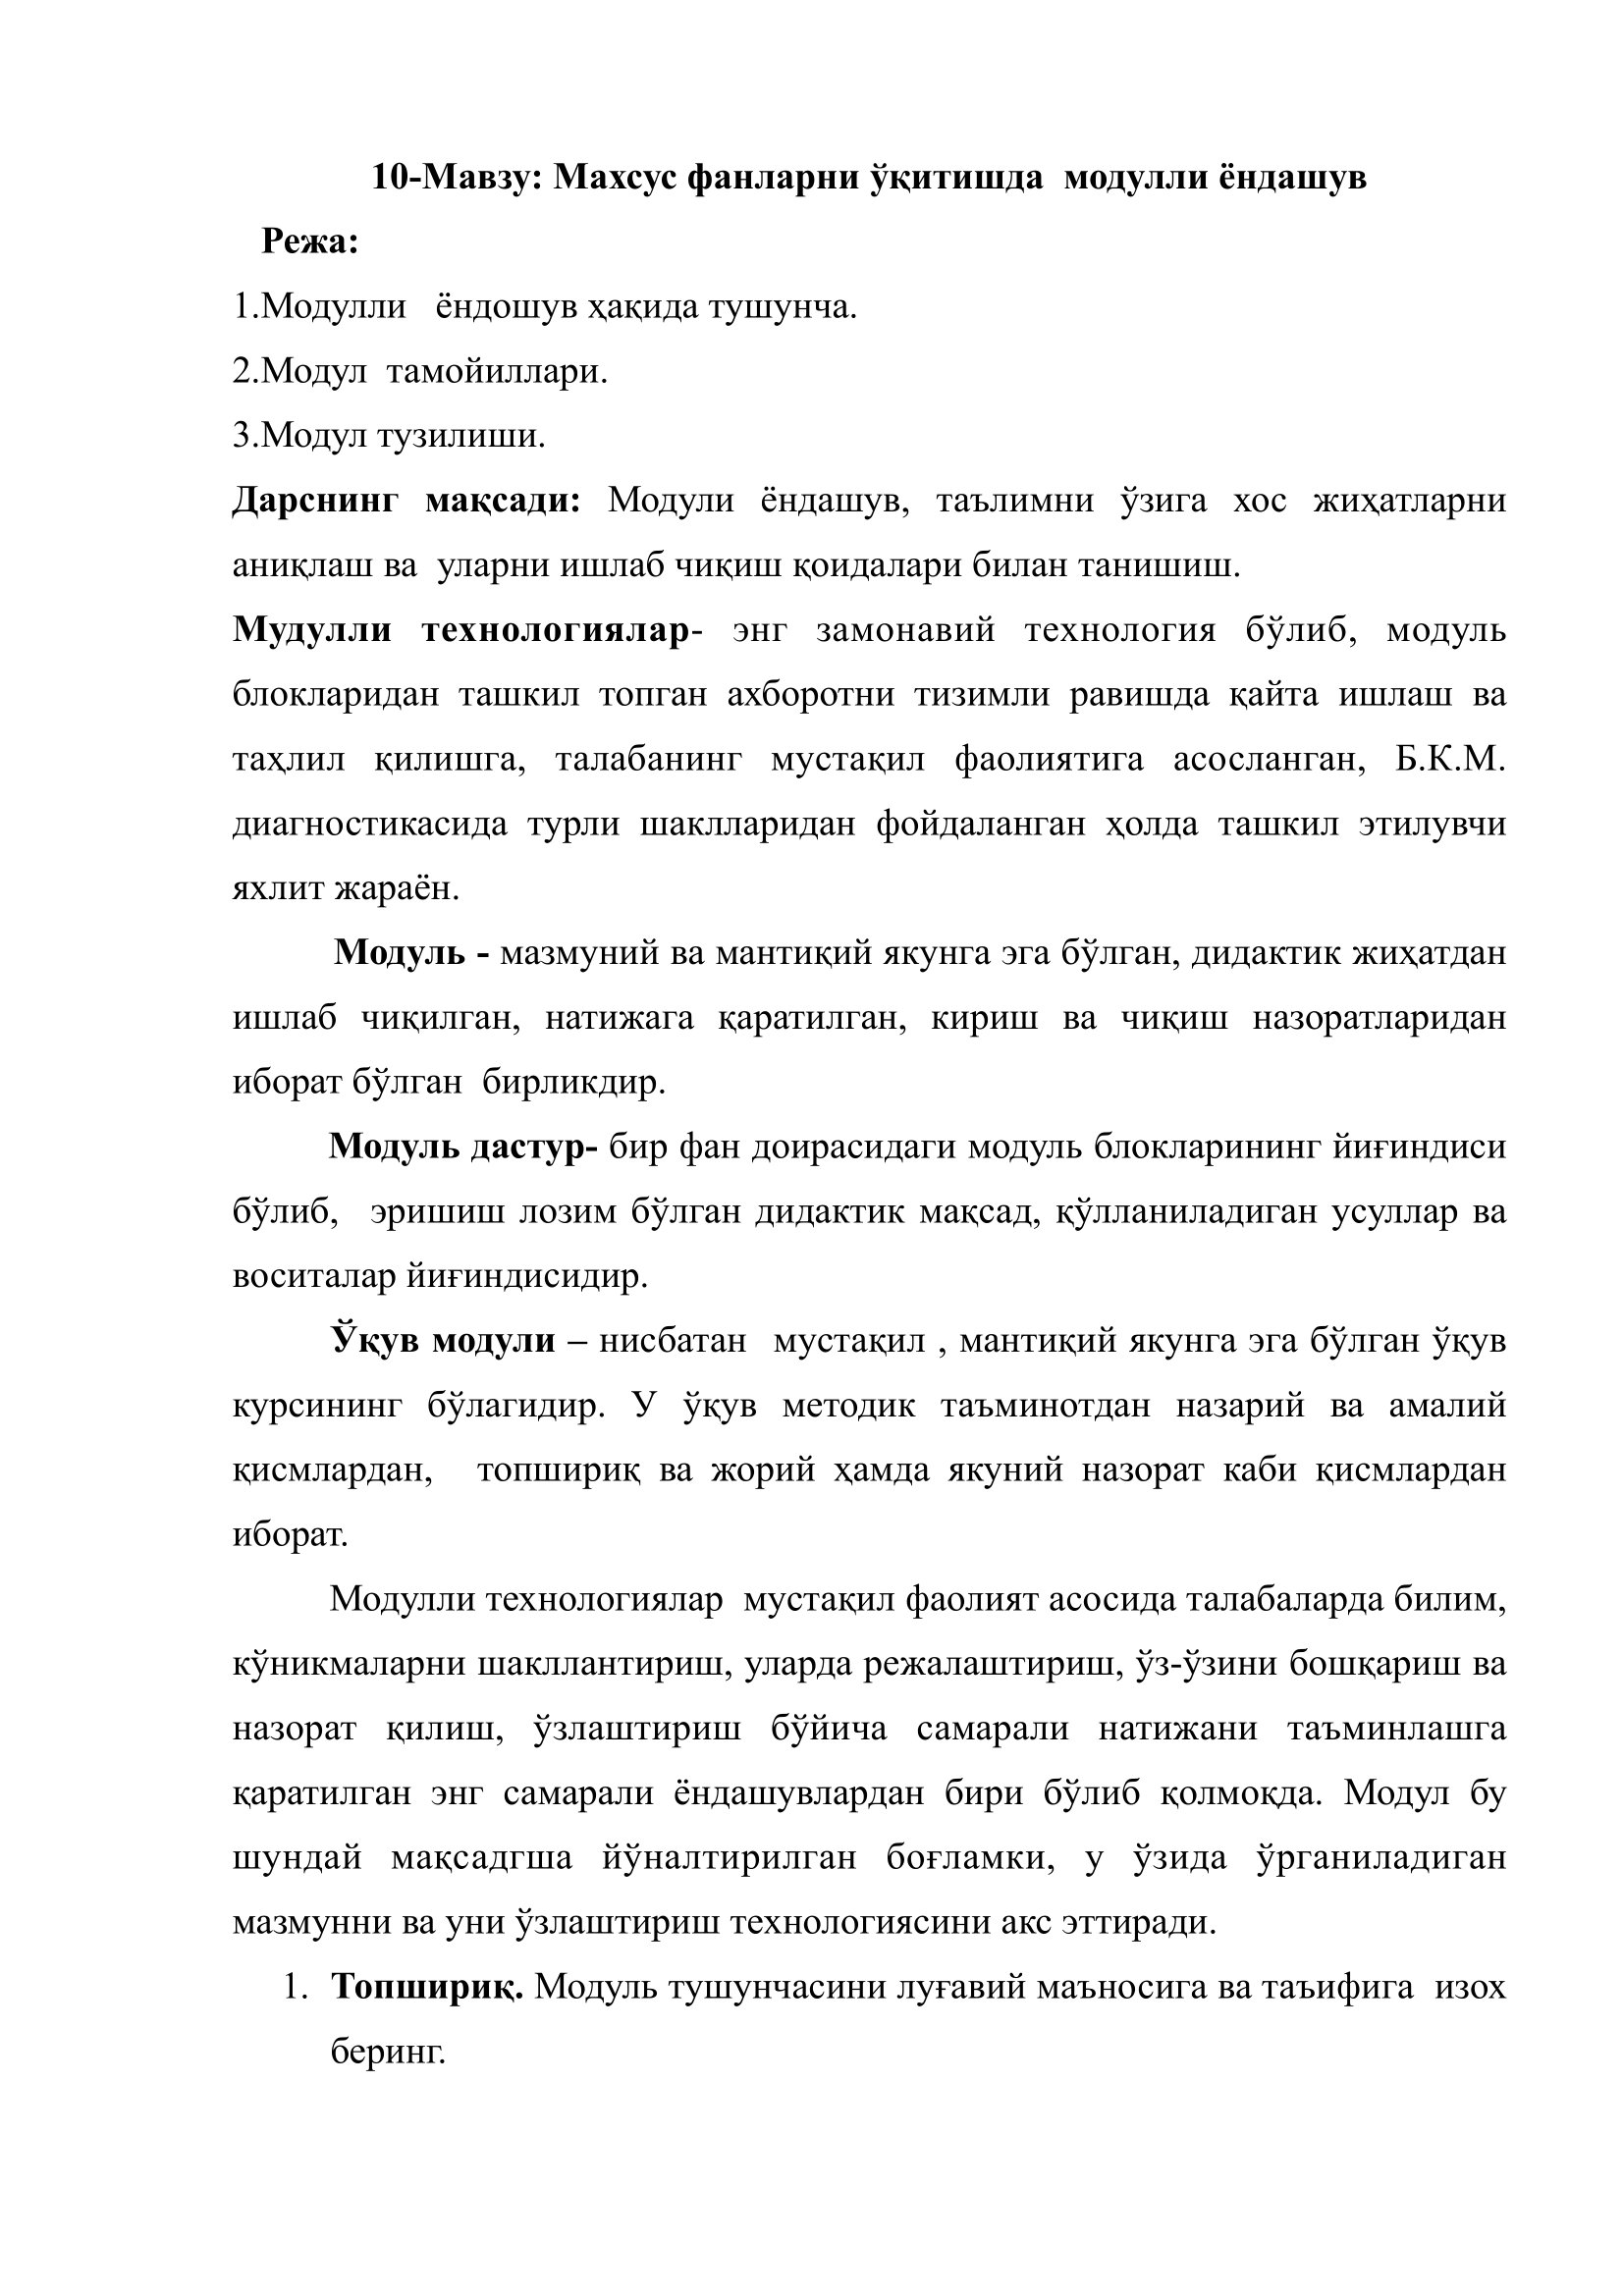 10-Мавзу: Махсус фанларни ўқитишда модулли ёндашув
Режа:
1.Модулли ёндошув ҳақида тушунча.
2.Модул тамойиллари.
3.Модул тузилиши.
Дарснинг мақсади: Модули ёндашув, таълимни ўзига хос жиҳатларни
аниқлаш ва уларни ишлаб чиқиш қоидалари билан танишиш.
Мудулли технологиялар- энг замонавий технология бўлиб, модуль
блокларидан ташкил топган ахборотни тизимли равишда қайта ишлаш ва
таҳлил қилишга, талабанинг мустақил фаолиятига асосланган, Б.К.М.
диагностикасида турли шаклларидан фойдаланган ҳолда ташкил этилувчи
яхлит жараён.
Модуль - мазмуний ва мантиқий якунга эга бўлган, дидактик жиҳатдан
ишлаб чиқилган, натижага қаратилган, кириш ва чиқиш назоратларидан
иборат бўлган бирликдир.
Модуль дастур- бир фан доирасидаги модуль блокларининг йиғиндиси
бўлиб, эришиш лозим бўлган дидактик мақсад, қўлланиладиган усуллар ва
воситалар йиғиндисидир.
Ўқув модули – нисбатан мустақил , мантиқий якунга эга бўлган ўқув
курсининг бўлагидир. У ўқув методик таъминотдан назарий ва амалий
қисмлардан, топшириқ ва жорий ҳамда якуний назорат каби қисмлардан
иборат.
Модулли технологиялар мустақил фаолият асосида талабаларда билим,
кўникмаларни шакллантириш, уларда режалаштириш, ўз-ўзини бошқариш ва
назорат қилиш, ўзлаштириш бўйича самарали натижани таъминлашга
қаратилган энг самарали ёндашувлардан бири бўлиб қолмоқда. Модул бу
шундай мақсадгша йўналтирилган боғламки, у ўзида ўрганиладиган
мазмунни ва уни ўзлаштириш технологиясини акс эттиради.
1. Топшириқ. Модуль тушунчасини луғавий маъносига ва таъифига изох
беринг.